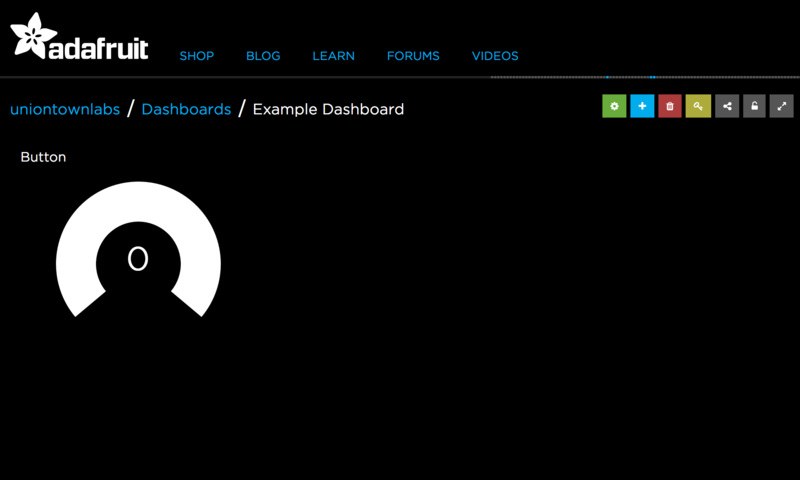 adafruit
SHOP BLOG LEARN FORUMS VIDEOS
uniontownlabs / Dashboards / Example Dashboard
Button
0